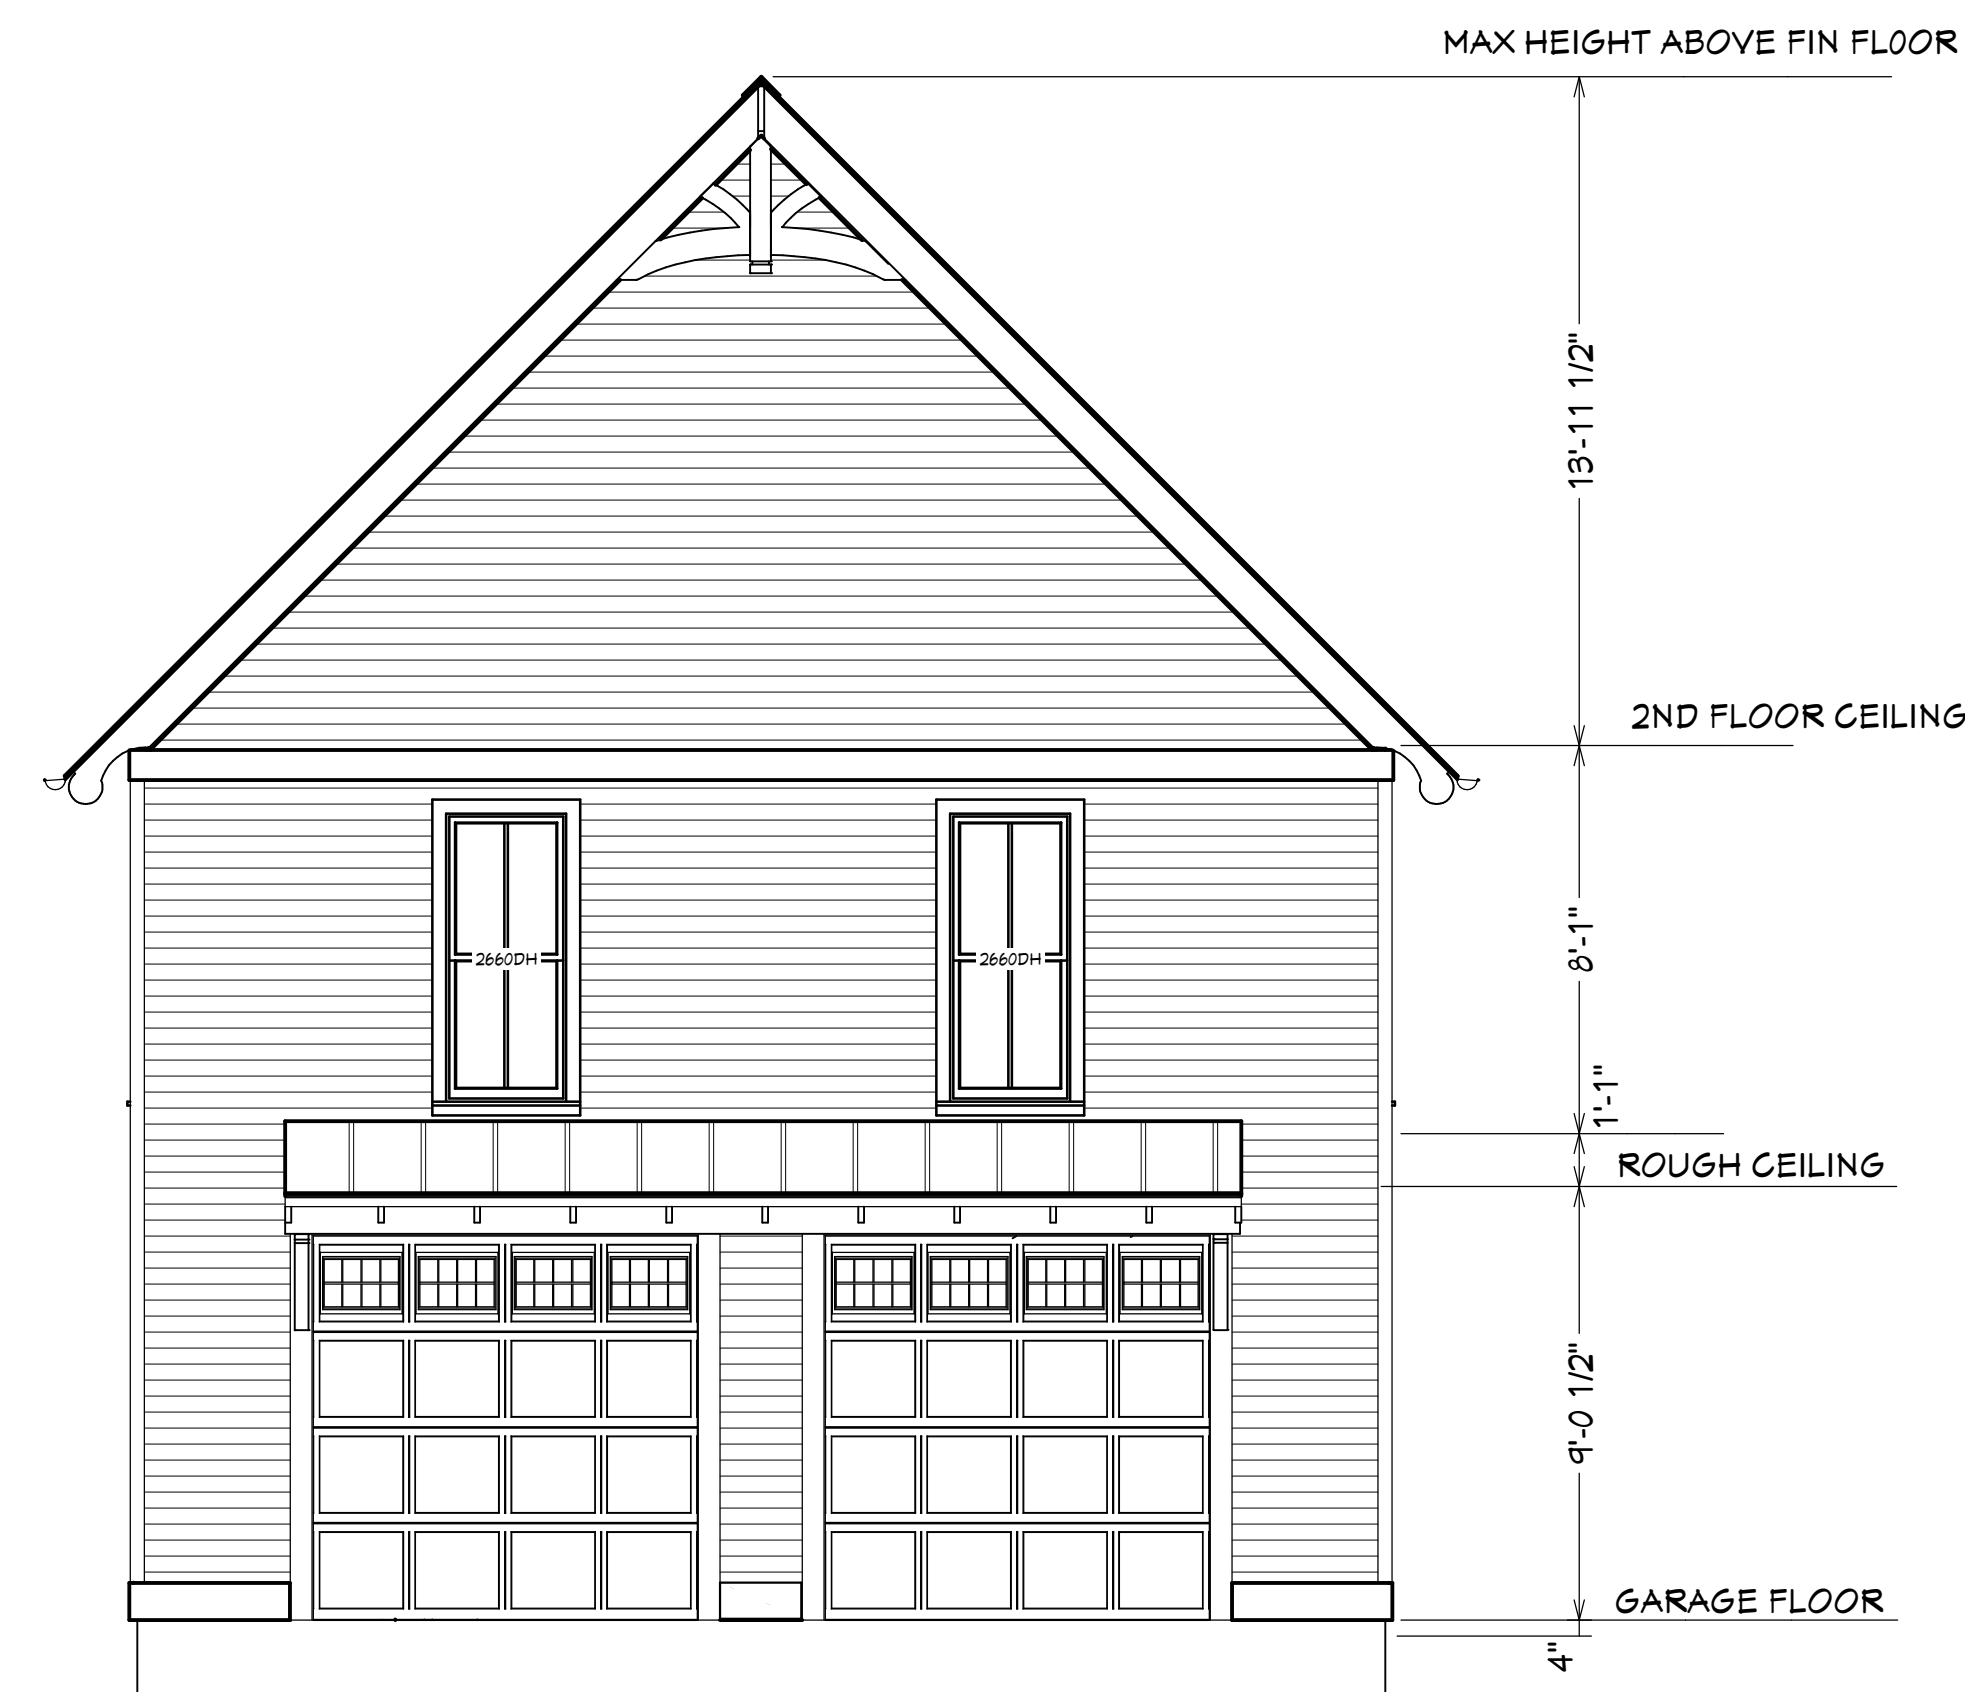 MAX HEIGHT ABOVE FIN FLOOR
13'-11 1/2"
2ND FLOOR CEILING
8'-1"
2660DH
2660DH
1'-1"
ROUGH CEILING
9'-0 1/2"
GARAGE FLOOR
4"